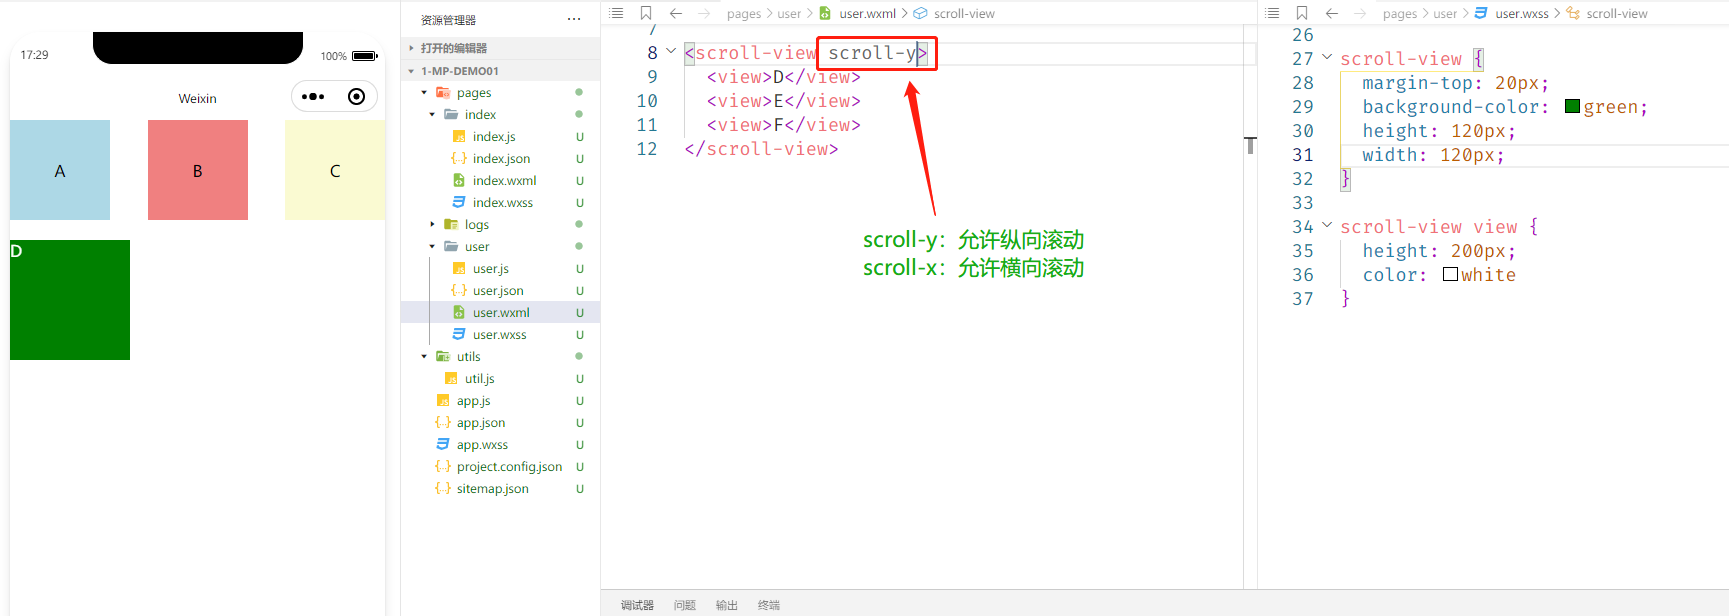 17:29
100%
Weixin
A
B
C
D
资源管理器
打开的编辑器
1-MP-DEMO01
pages
index
index.js U
index.json U
index.wxml U
index.wxss U
logs
user
user.js U
user.json U
user.wxml U
user.wxss U
utils
util.js U
app.js U
app.json U
app.wxss U
project.config.json U
sitemap.json U
pages > user > user.wxml > scroll-view
7
8 <scroll-view scroll-y>
9 <view>D</view>
10 <view>E</view>
11 <view>F</view>
12 </scroll-view>
scroll-y：允许纵向滚动
scroll-x：允许横向滚动
调试器 问题 输出 终端
pages > user > user.wxss > scroll-view
26
27 scroll-view {
28 margin-top: 20px;
29 background-color: green;
30 height: 120px;
31 width: 120px;
32 }
33
34 scroll-view view {
35 height: 200px;
36 color: white
37 }